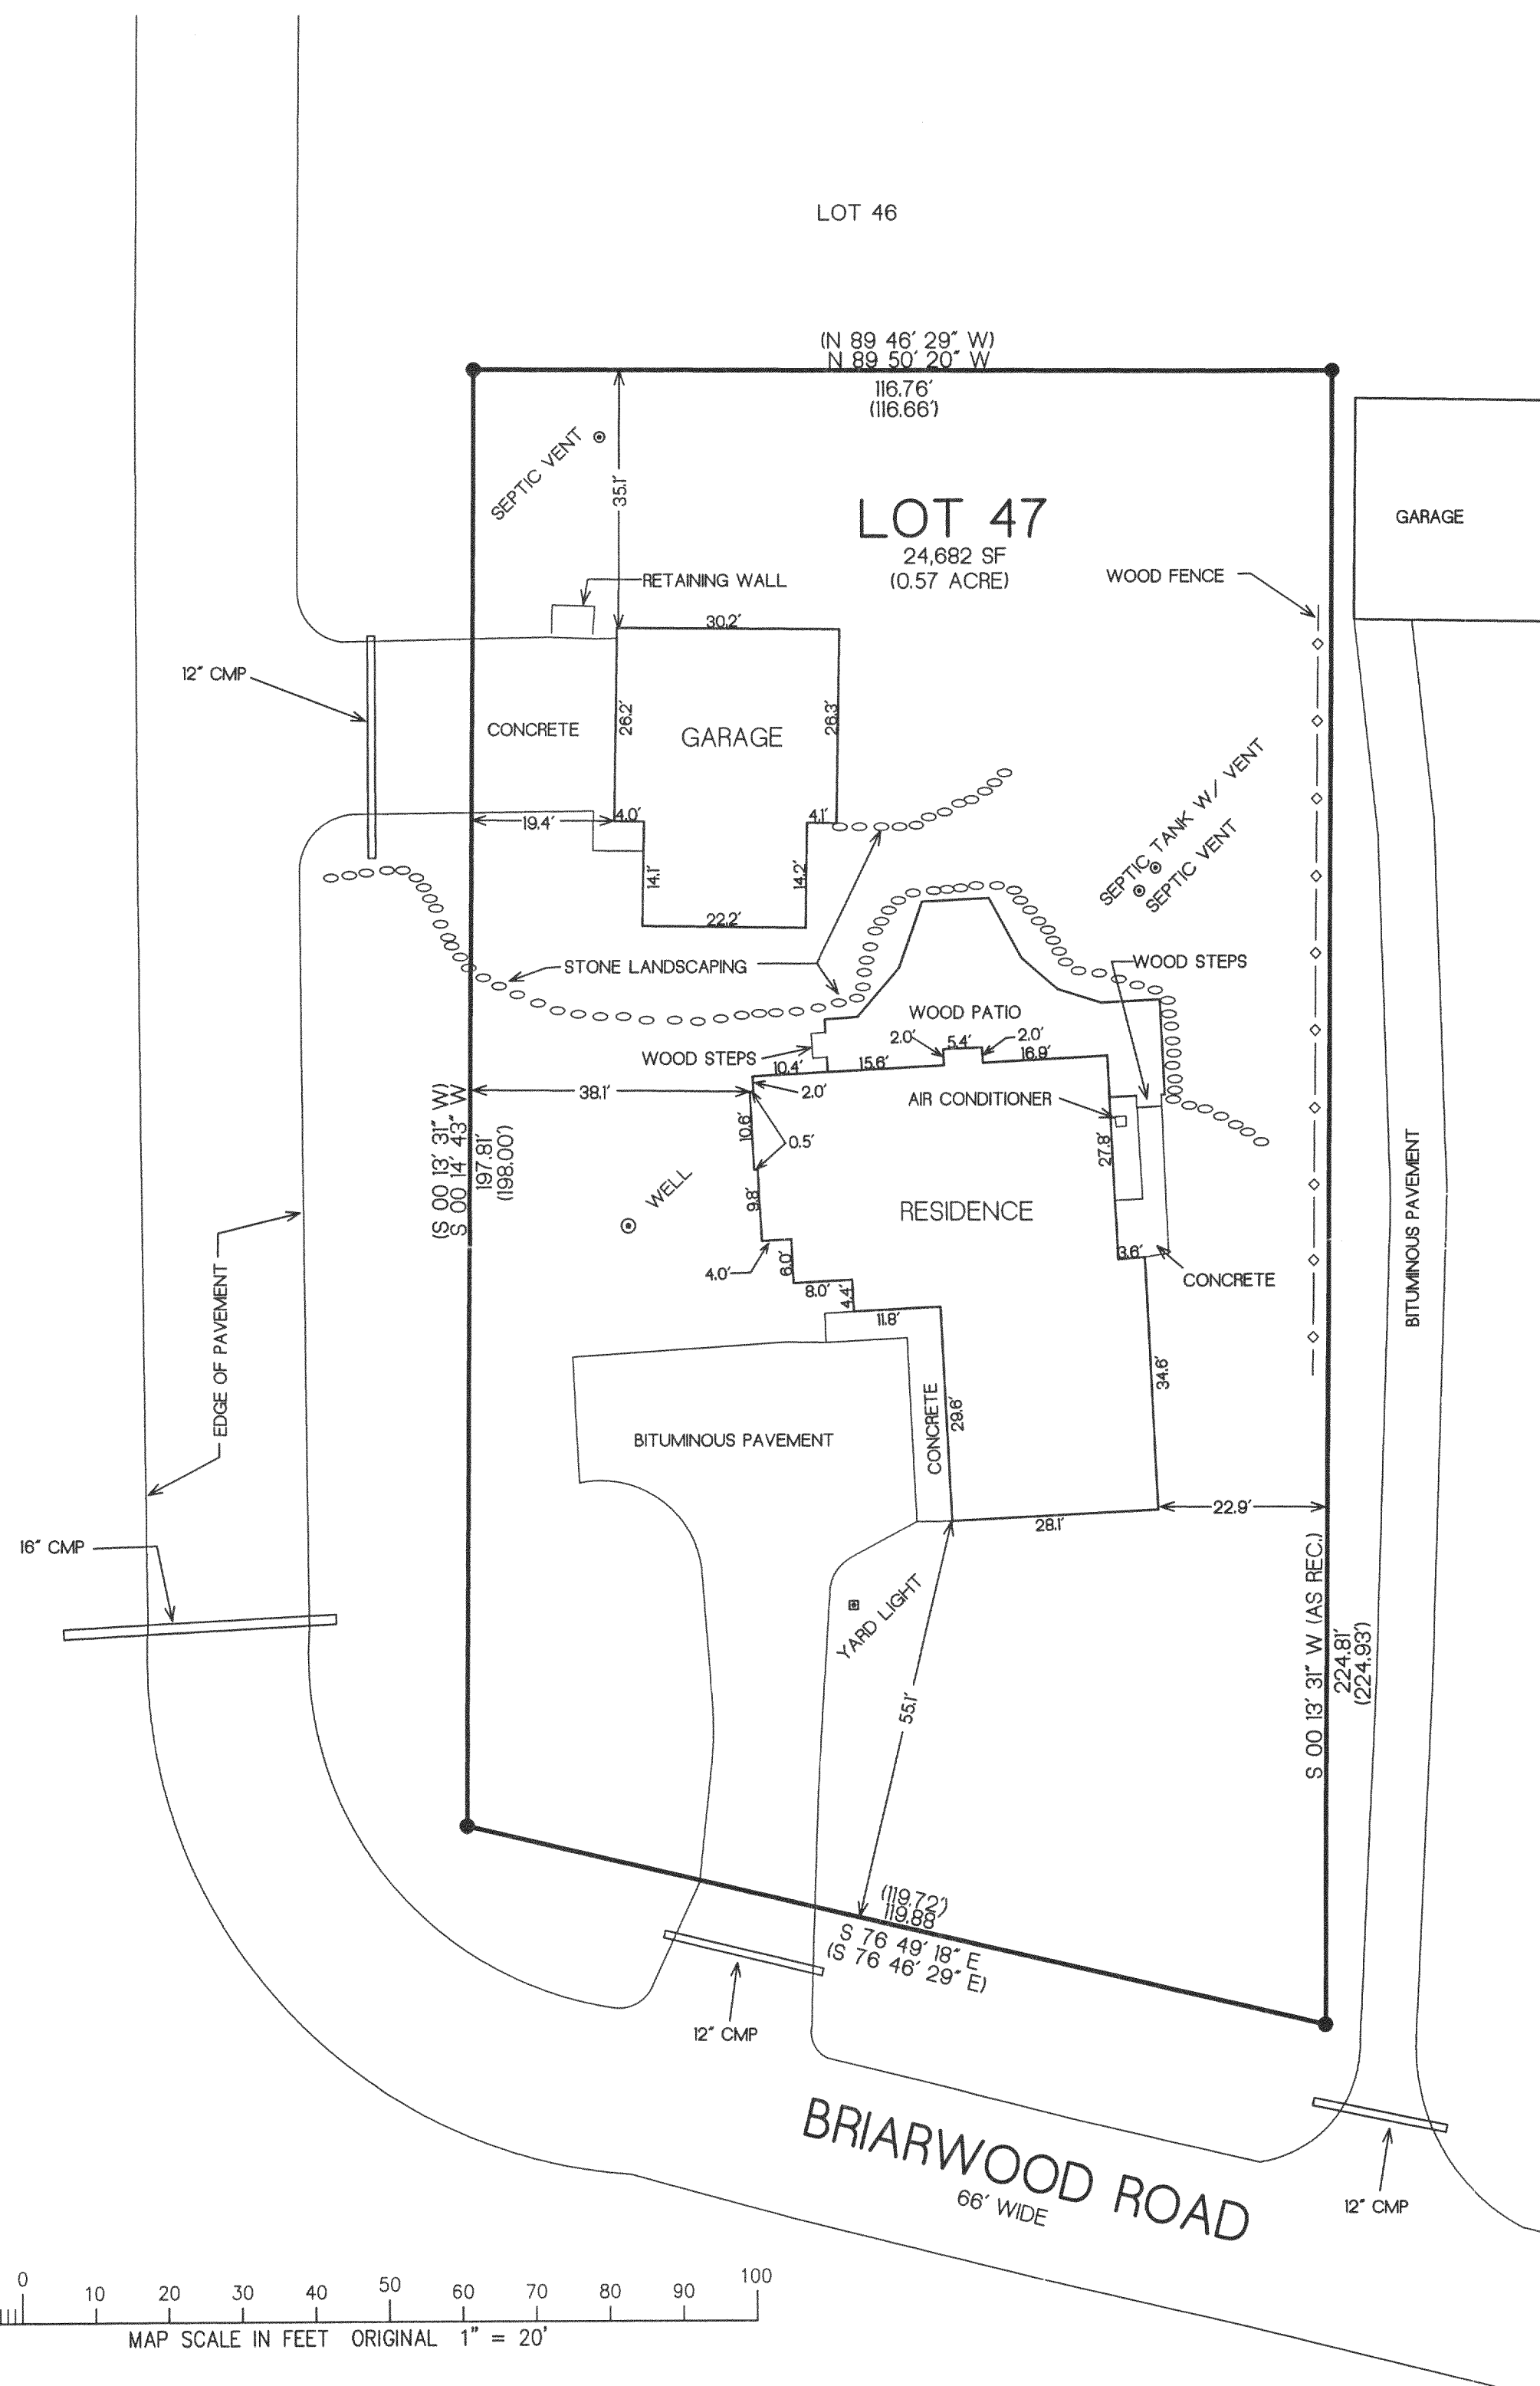 LOT 46
(N 89 46' 29" W)
N 89 50' 20" W
116.76'
(116.66')
SEPTIC VENT
35.1'
LOT 47
24,682 SF
(0.57 ACRE)
GARAGE
WOOD FENCE
RETAINING WALL
30.2'
12" CMP
CONCRETE
26.2'
GARAGE
26.3'
SEPTIC TANK W/ VENT
SEPTIC VENT
19.4'
4.0'
4.1'
14.1'
14.2'
22.2'
STONE LANDSCAPING
WOOD STEPS
WOOD PATIO
WOOD STEPS
2.0'
5.4'
2.0'
10.4'
15.6'
16.9'
38.1'
2.0'
AIR CONDITIONER
(S 00 13' 31" W)
S 00 14' 43" W
197.81'
(198.00')
10.6'
0.5'
27.8'
WELL
9.8'
RESIDENCE
BITUMINOUS PAVEMENT
4.0'
6.0'
8.0'
4.4'
3.6'
CONCRETE
11.8'
EDGE OF PAVEMENT
34.6'
BITUMINOUS PAVEMENT
CONCRETE
29.6'
22.9'
28.1'
16" CMP
YARD LIGHT
S 00 13' 31" W (AS REC.)
224.81'
(224.93')
55.1'
(119.72')
119.88
S 76 49' 18" E
(S 76 46' 29" E)
12" CMP
BRIARWOOD ROAD
66' WIDE
12" CMP
0 10 20 30 40 50 60 70 80 90 100
MAP SCALE IN FEET ORIGINAL 1" = 20'